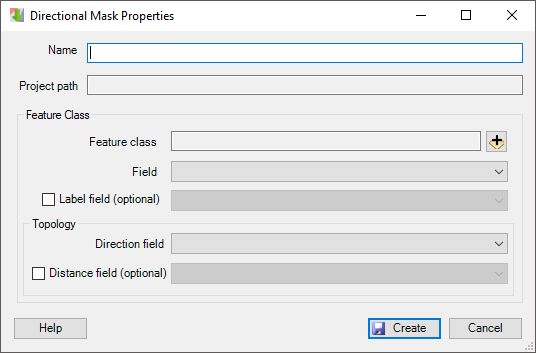 Directional Mask Properties
Name
Project path
Feature Class
Feature class
Field
Label field (optional)
Topology
Direction field
Distance field (optional)
Help Create Cancel